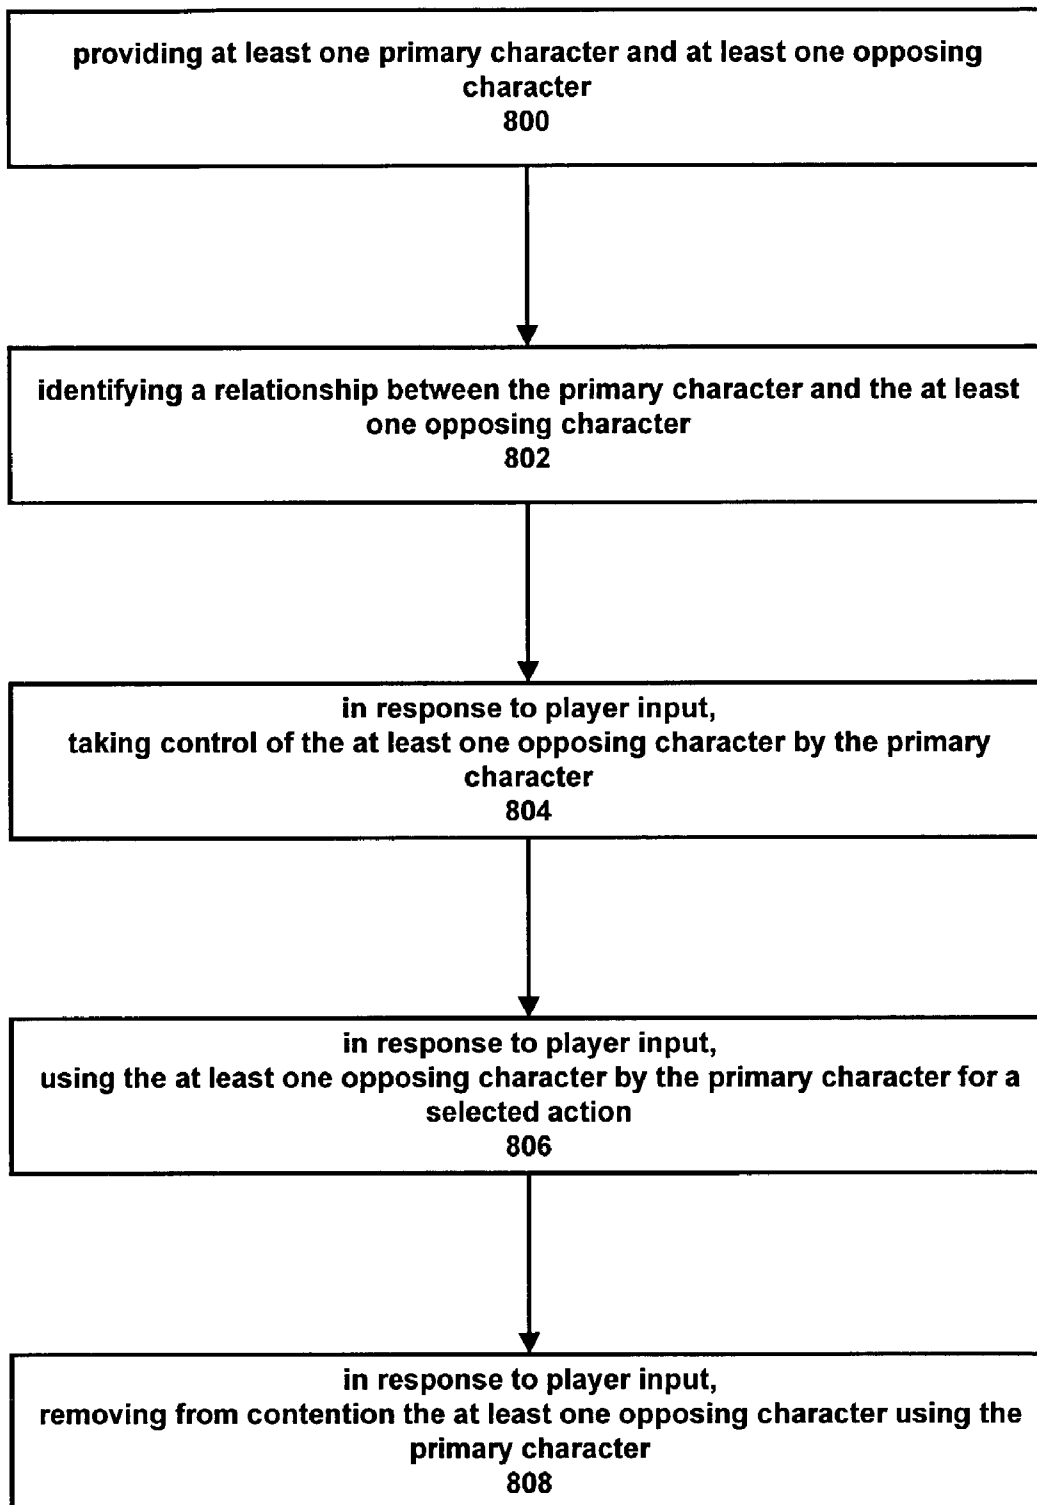 providing at least one primary character and at least one opposing
character
800
identifying a relationship between the primary character and the at least
one opposing character
802
in response to player input,
taking control of the at least one opposing character by the primary
character
804
in response to player input,
using the at least one opposing character by the primary character for a
selected action
806
in response to player input,
removing from contention the at least one opposing character using the
primary character
808